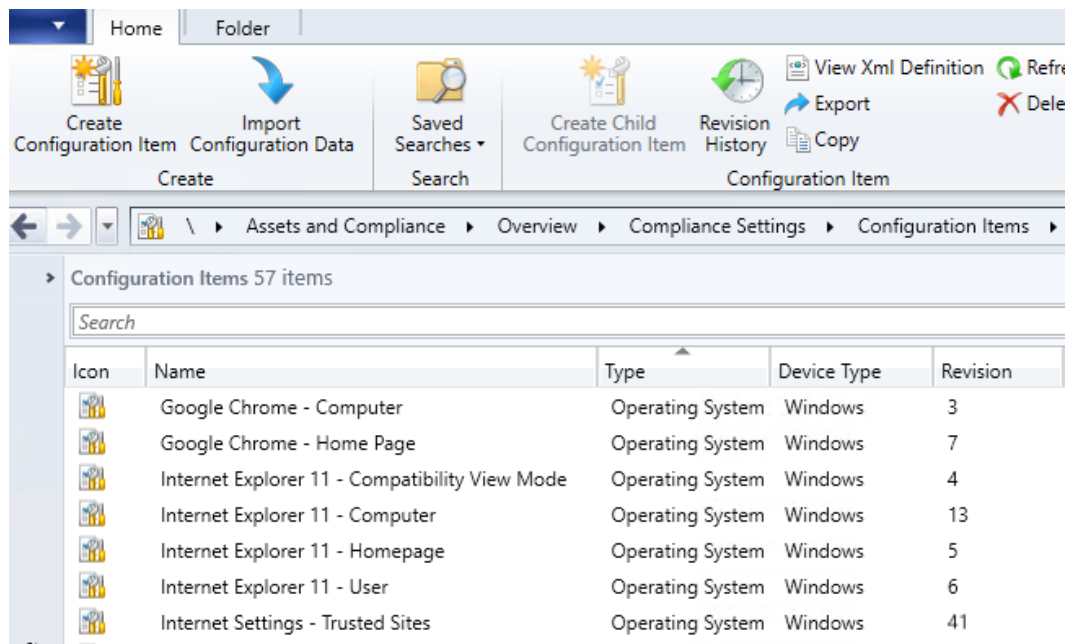 Home Folder
View Xml Definition Refre
Export Dele
Create Configuration Item Import Configuration Data Saved Searches Create Child Configuration Item Revision History Copy
Create Search Configuration Item
\ Assets and Compliance Overview Compliance Settings Configuration Items
Configuration Items 57 items
Search
Icon Name Type Device Type Revision
Google Chrome - Computer Operating System Windows 3
Google Chrome - Home Page Operating System Windows 7
Internet Explorer 11 - Compatibility View Mode Operating System Windows 4
Internet Explorer 11 - Computer Operating System Windows 13
Internet Explorer 11 - Homepage Operating System Windows 5
Internet Explorer 11 - User Operating System Windows 6
Internet Settings - Trusted Sites Operating System Windows 41